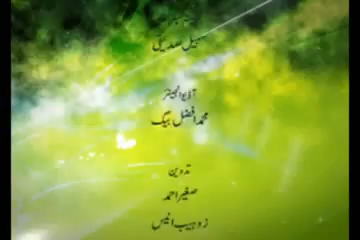 سہیل صدیقی
آڈیو انجینئر
محمد افضل بیگ
تدوین
صغیر احمد
زوہیب انیس